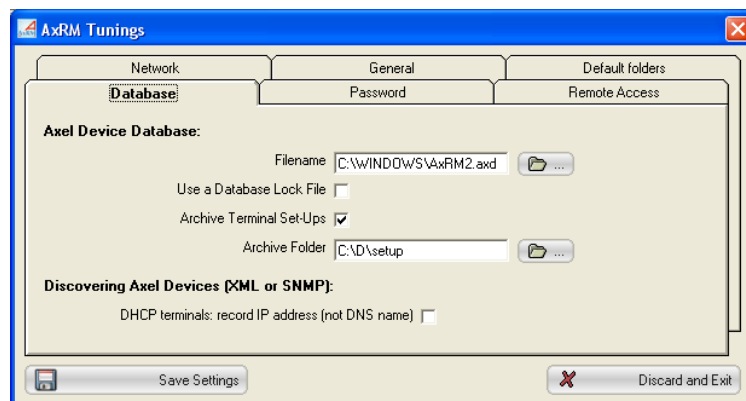 AxRM Tunings
Network General Default folders
Database Password Remote Access
Axel Device Database:
Filename C:\WINDOWS\AxRM2.axd ...
Use a Database Lock File
Archive Terminal Set-Ups
Archive Folder C:\D\setup ...
Discovering Axel Devices (XML or SNMP):
DHCP terminals: record IP address (not DNS name)
Save Settings Discard and Exit